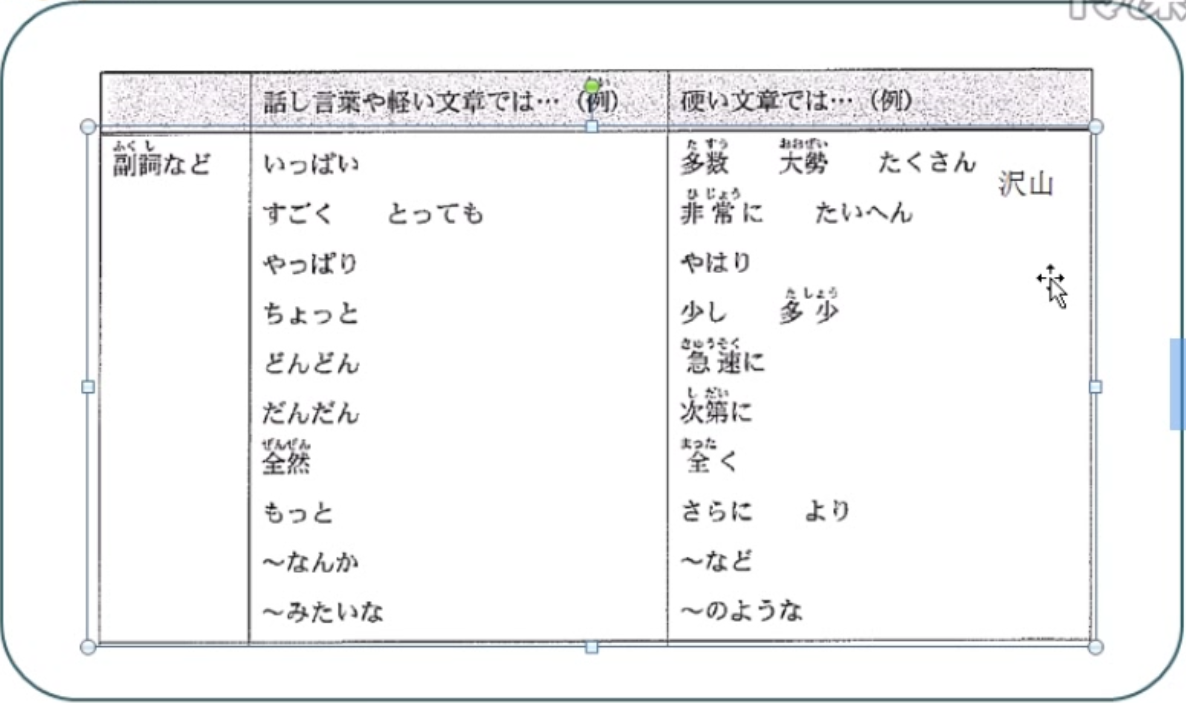 話し言葉や軽い文章では…（例） 硬い文章では…（例）
副詞など いっぱい 多数 大勢 たくさん 沢山
すごく とっても 非常に たいへん
やっぱり やはり
ちょっと 少し 多少
どんどん 急速に
だんだん 次第に
全然 全く
もっと さらに より
～なんか ～など
～みたいな ～のような